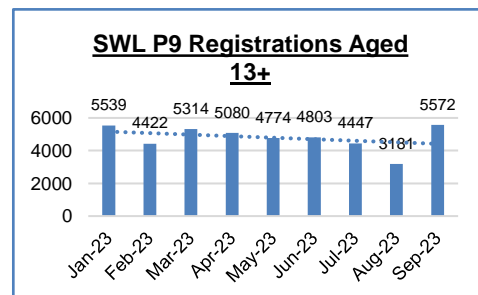 SWL P9 Registrations Aged
13+
5539
4422
5314
5080
4774
4803
4447
3181
5572
6000
4000
2000
0
Jan-23
Feb-23
Mar-23
Apr-23
May-23
Jun-23
Jul-23
Aug-23
Sep-23